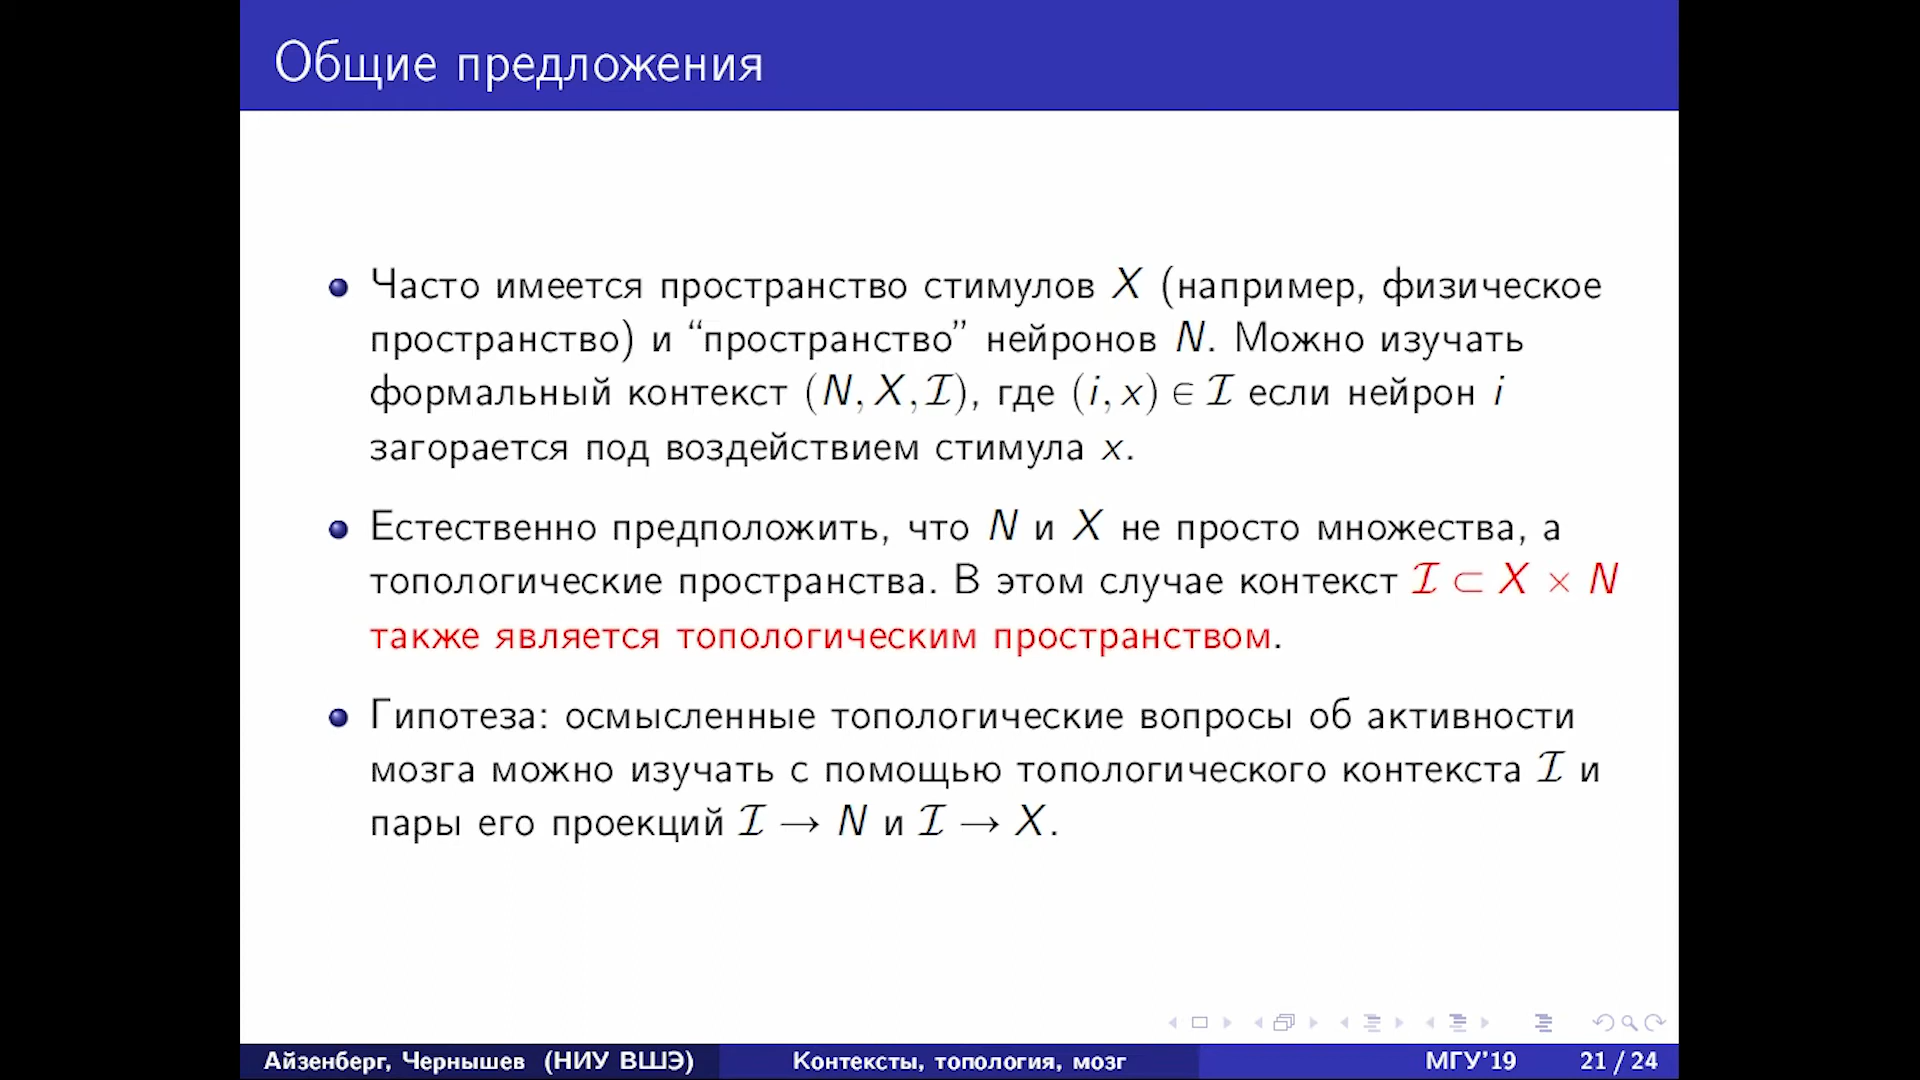 Общие предложения
Часто имеется пространство стимулов X (например, физическое
пространство) и “пространство” нейронов N. Можно изучать
формальный контекст (N, X, ℐ), где (i, x) ∈ ℐ если нейрон i
загорается под воздействием стимула x.
Естественно предположить, что N и X не просто множества, а
топологические пространства. В этом случае контекст ℐ ⊂ X × N
также является топологическим пространством.
Гипотеза: осмысленные топологические вопросы об активности
мозга можно изучать с помощью топологического контекста ℐ и
пары его проекций ℐ → N и ℐ → X.
Айзенберг, Чернышев (НИУ ВШЭ) Контексты, топология, мозг МГУ’19 21 / 24